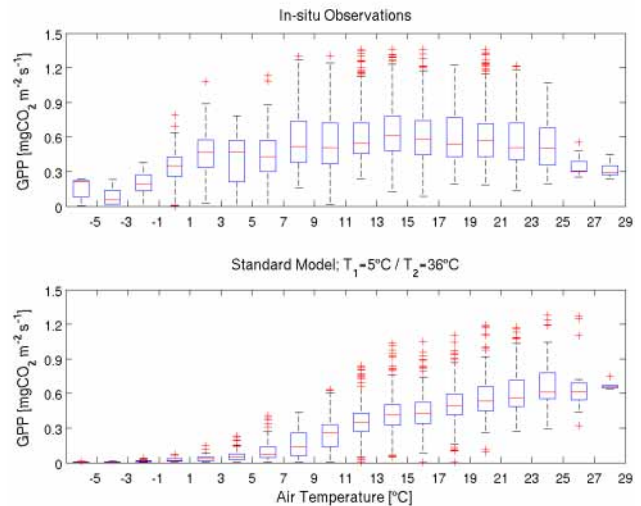 In-situ Observations
GPP [mgCO2 m-2 s-1]
1.5
1.2
0.9
0.6
0.3
0
-5 -3 -1 1 3 5 7 9 11 13 15 17 19 21 23 25 27 29
Standard Model; T1=5°C / T2=36°C
GPP [mgCO2 m-2 s-1]
1.5
1.2
0.9
0.6
0.3
0
-5 -3 -1 1 3 5 7 9 11 13 15 17 19 21 23 25 27 29
Air Temperature [°C]